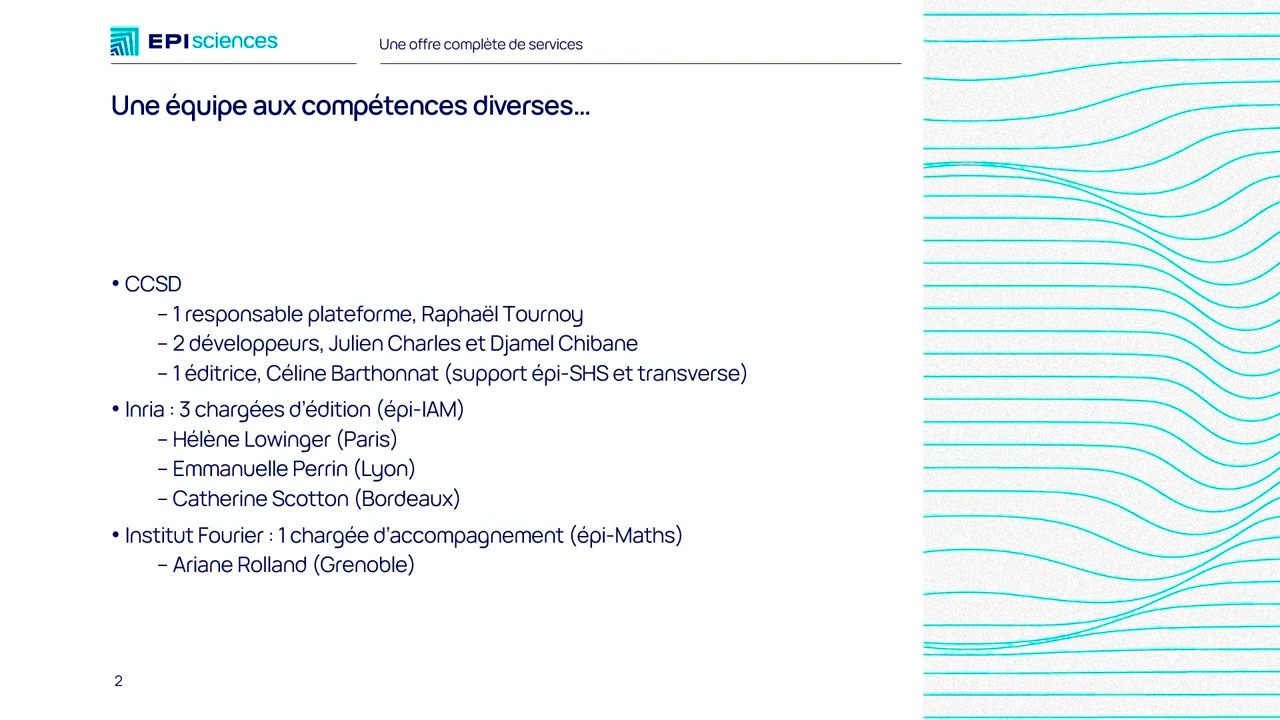 EPIsciences
Une offre complète de services
Une équipe aux compétences diverses...
• CCSD
– 1 responsable plateforme, Raphaël Tournoy
– 2 développeurs, Julien Charles et Djamel Chibane
– 1 éditrice, Céline Barthonnat (support épi-SHS et transverse)
• Inria : 3 chargées d’édition (épi-IAM)
– Hélène Lowinger (Paris)
– Emmanuelle Perrin (Lyon)
– Catherine Scotton (Bordeaux)
• Institut Fourier : 1 chargée d’accompagnement (épi-Maths)
– Ariane Rolland (Grenoble)
2